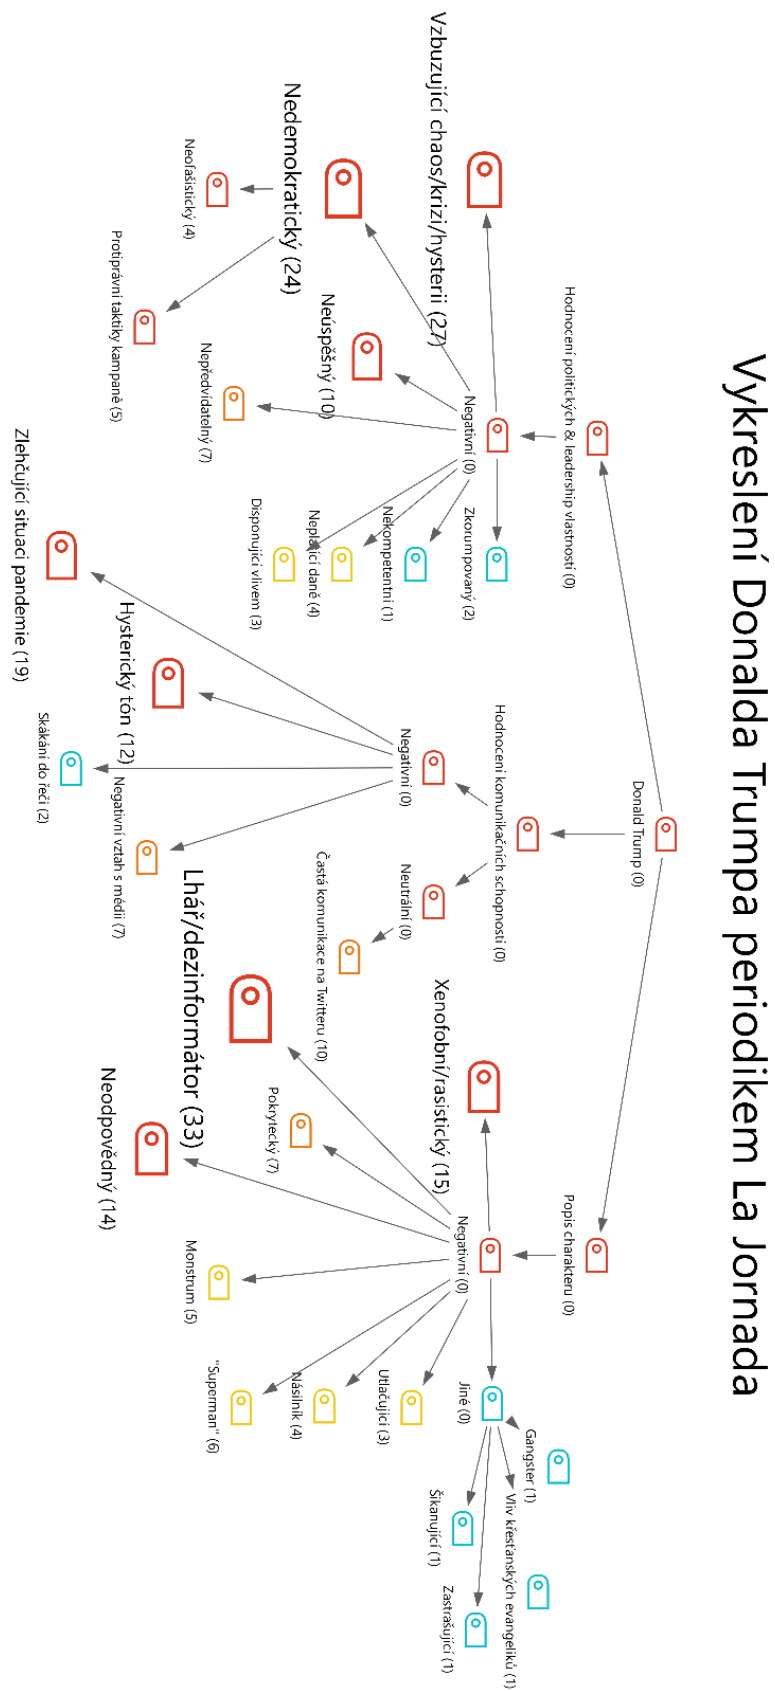 Vykreslení Donalda Trumpa periodikem La Jornada
Donald Trump (0)
Hodnocení politických & leadership vlastností (0)
Hodnocení komunikačních schopností (0)
Popis charakteru (0)
Negativní (0)
Vzbuzující chaos/krizi/hysterii (27)
Nedemokratický (24)
Neofašistický (4)
Protiprávní taktiky kampaně (5)
Neúspěšný (10)
Nepředvídatelný (7)
Disponující vlivem (3)
Neplatící daně (4)
Nekompetentní (1)
Zkorumpovaný (2)
Negativní (0)
Zlehčující situaci pandemie (19)
Hysterický tón (12)
Skákání do řeči (2)
Negativní vztah s médii (7)
Neutrální (0)
Častá komunikace na Twitteru (10)
Negativní (0)
Xenofobní/rasistický (15)
Lhář/dezinformátor (33)
Pokrytecký (7)
Neodpovědný (14)
Monstrum (5)
"Superman" (6)
Násilník (4)
Utlačující (3)
Jiné (0)
Gangster (1)
Vliv křesťanských evangeliků (1)
Šikanující (1)
Zastrašující (1)